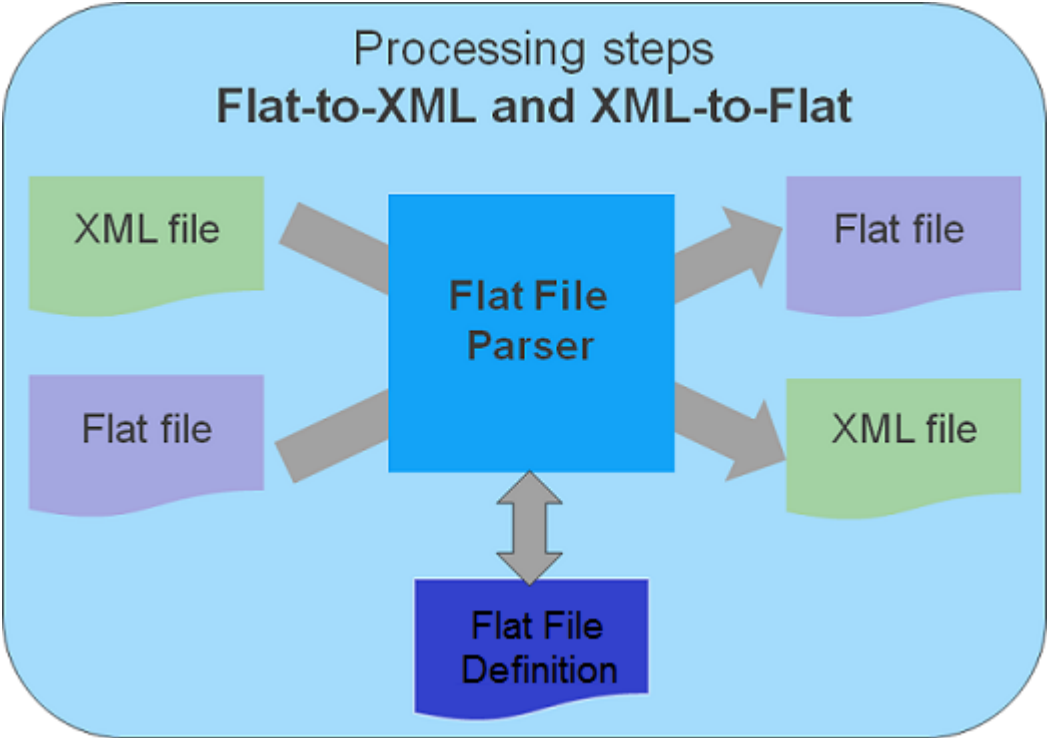 Processing steps
Flat-to-XML and XML-to-Flat
XML file
Flat file
Flat File
Parser
Flat file
XML file
Flat File
Definition